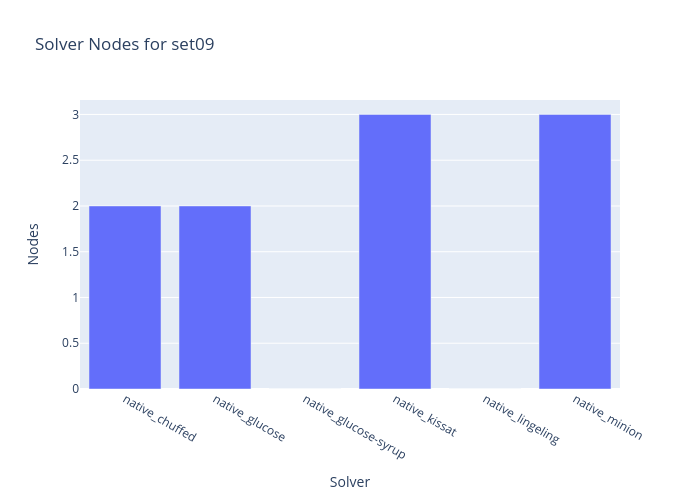 Solver Nodes for set09
3
2.5
2
1.5
1
0.5
0
Nodes
native_chuffed
native_glucose
native_glucose-syrup
native_kissat
native_lingeling
native_minion
Solver